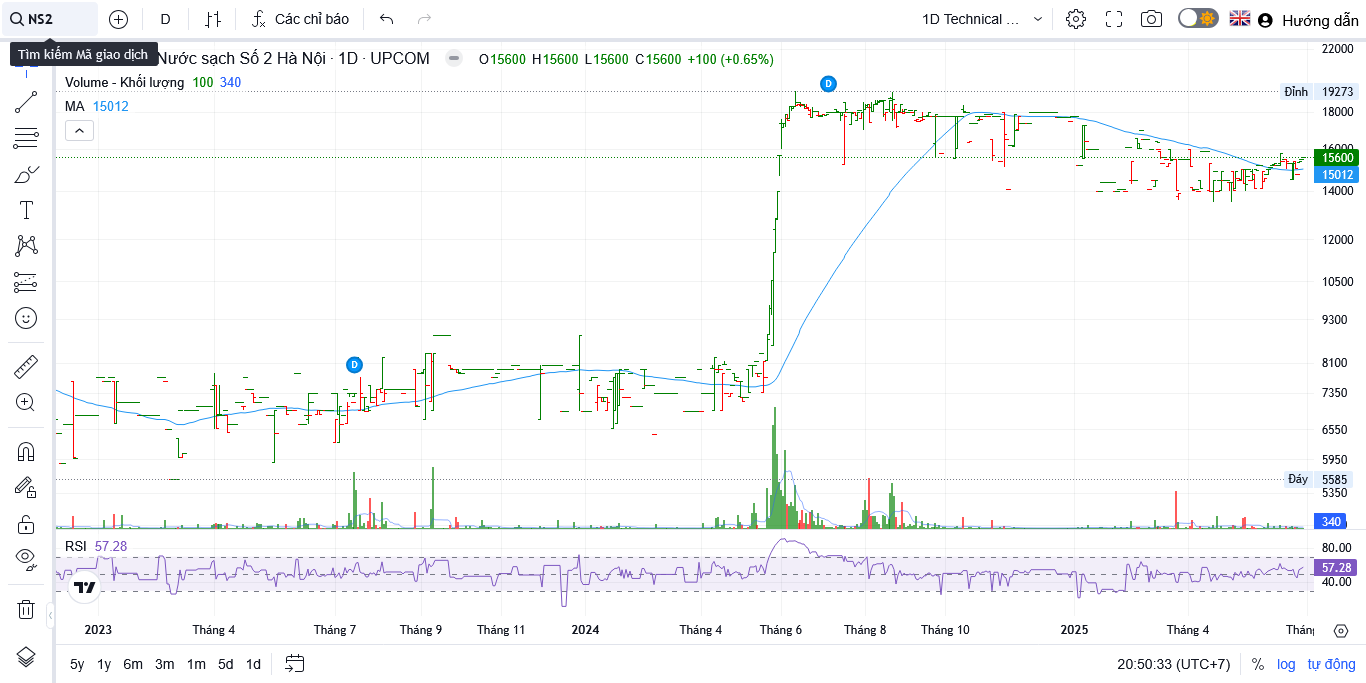 NS2 D Các chỉ báo 1D Technical ... Hướng dẫn
Tìm kiếm Mã giao dịch
Nước sạch Số 2 Hà Nội · 1D · UPCOM O15600 H15600 L15600 C15600 +100 (+0.65%)
Volume - Khối lượng 100 340
MA 15012
D
D
22000
Đỉnh 19273
18000
16000
15600
15012
14000
12000
10500
9300
8100
7350
6550
5950
Đáy 5585
5350
340
RSI 57.28
80.00
57.28
40.00
2023 Tháng 4 Tháng 7 Tháng 9 Tháng 11 2024 Tháng 4 Tháng 6 Tháng 8 Tháng 10 2025 Tháng 4
5y 1y 6m 3m 1m 5d 1d 20:50:33 (UTC+7) % log tự động